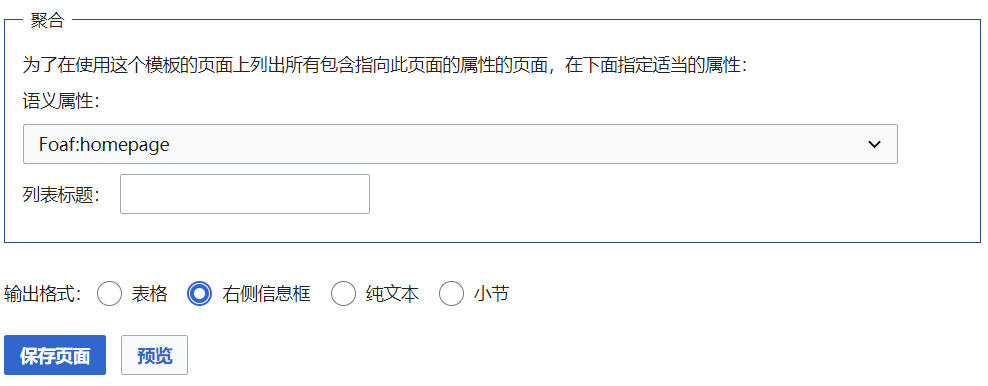 聚合
为了在使用这个模板的页面上列出所有包含指向此页面的属性的页面，在下面指定适当的属性：
语义属性：
Foaf:homepage
列表标题：
输出格式： 表格 右侧信息框 纯文本 小节
保存页面 预览